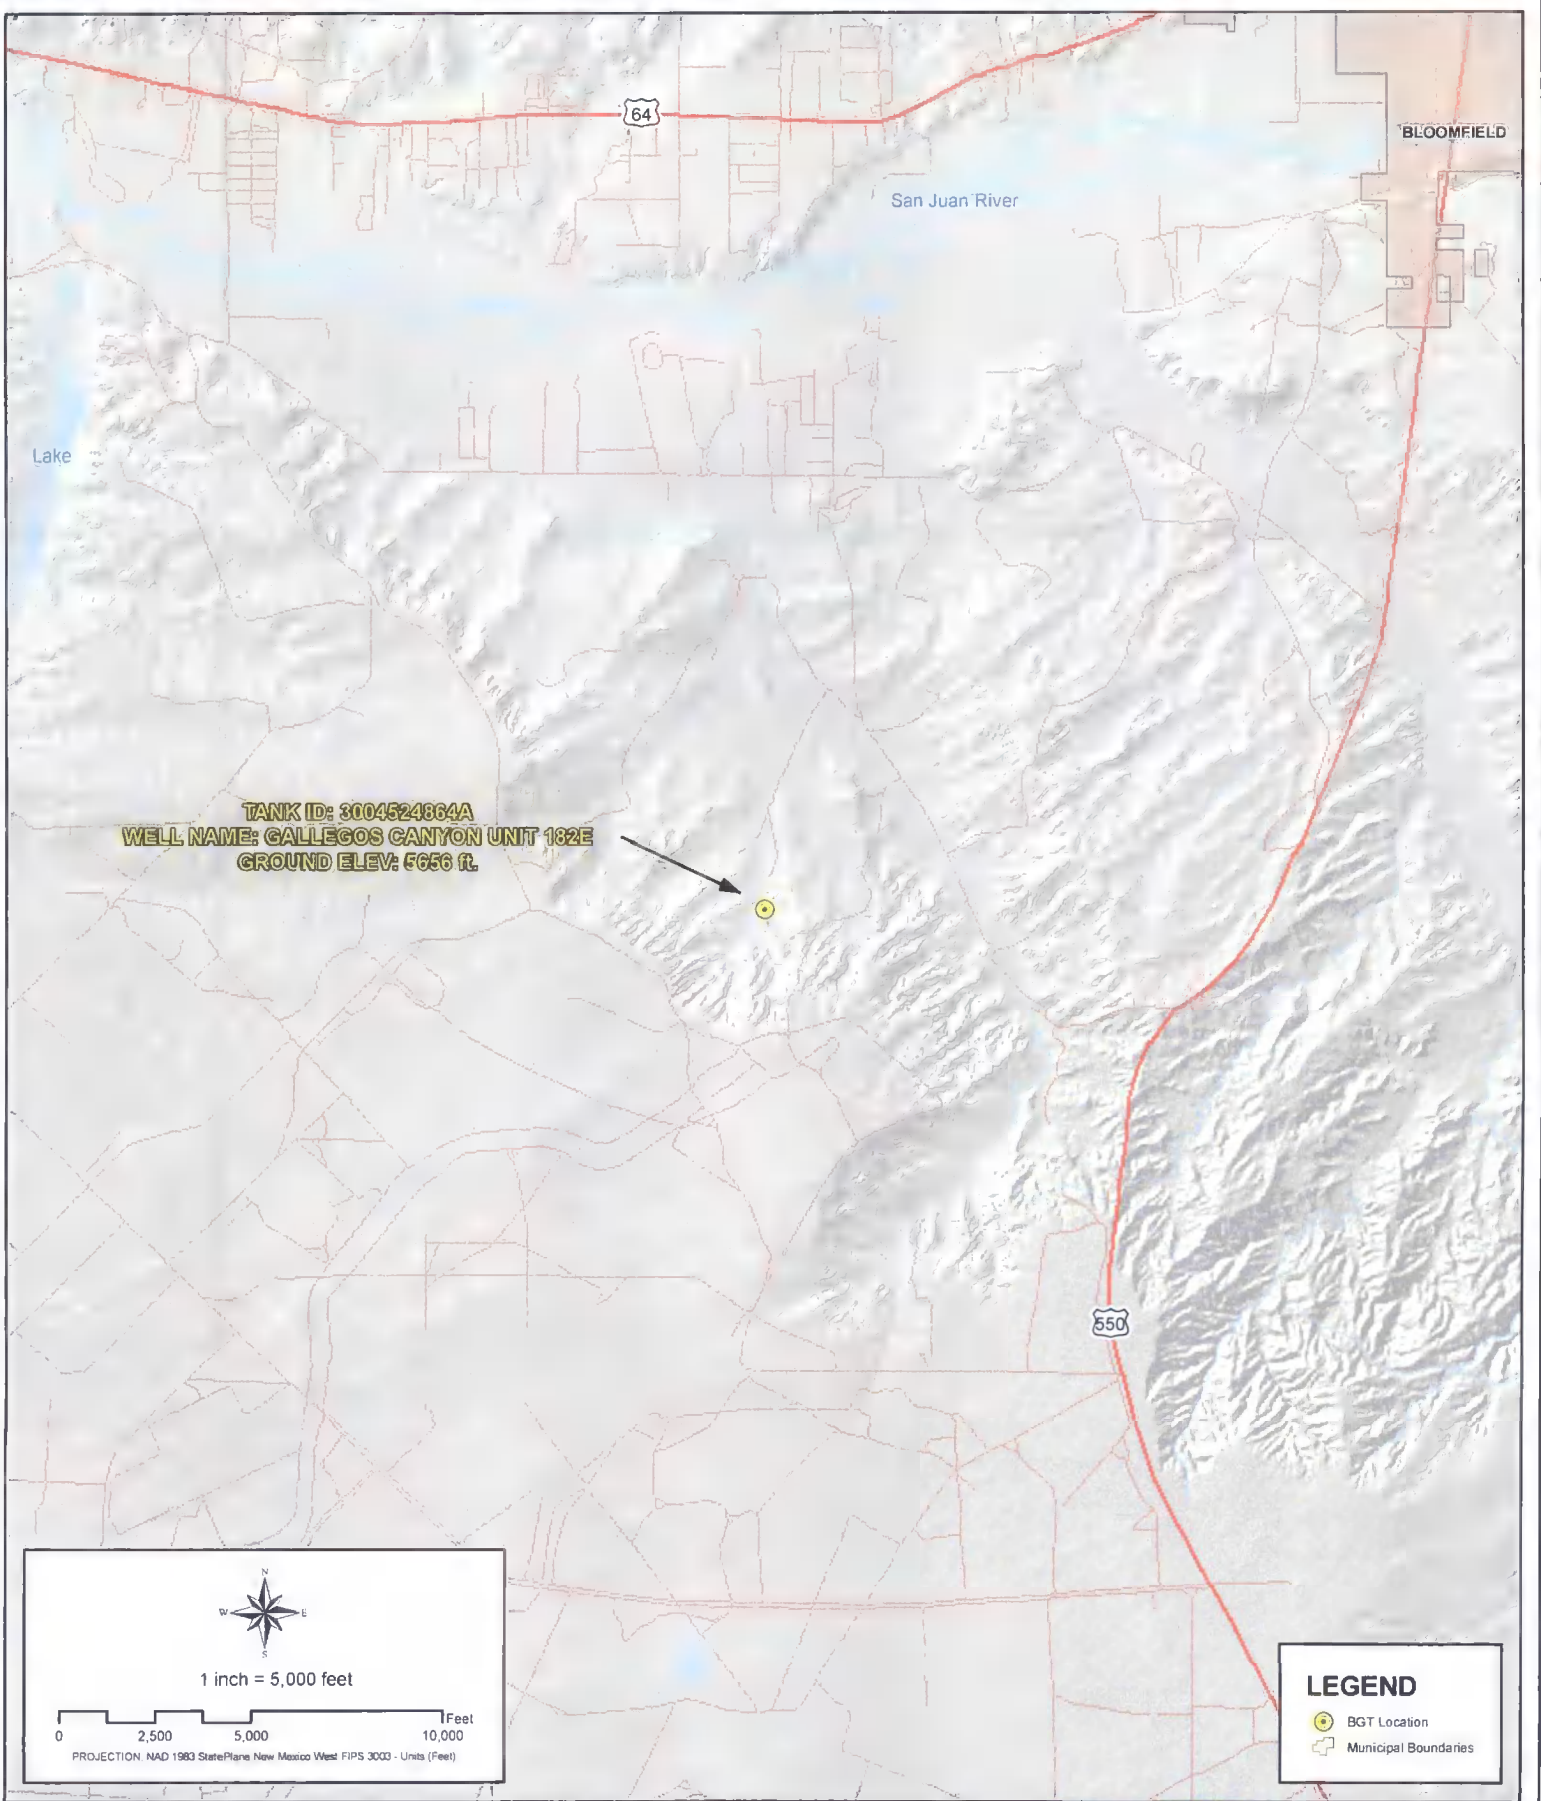 64
BLOOMFIELD
San Juan River
Lake
TANK ID: 3004524864A
WELL NAME: GALLEGOS CANYON UNIT 182E
GROUND ELEV: 5656 ft.
550
N
W
E
S
1 inch = 5,000 feet
Feet
0 2,500 5,000 10,000
PROJECTION: NAD 1983 StatePlane New Mexico West FIPS 3003 - Units (Feet)
LEGEND
BGT Location
Municipal Boundaries